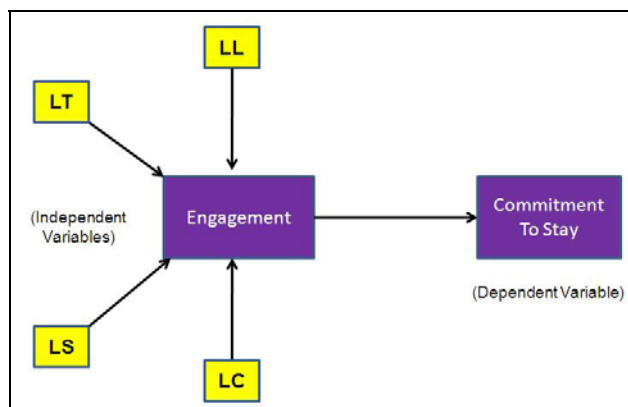 LL
LT
(Independent
Variables)
Engagement
Commitment
To Stay
(Dependent Variable)
LS
LC